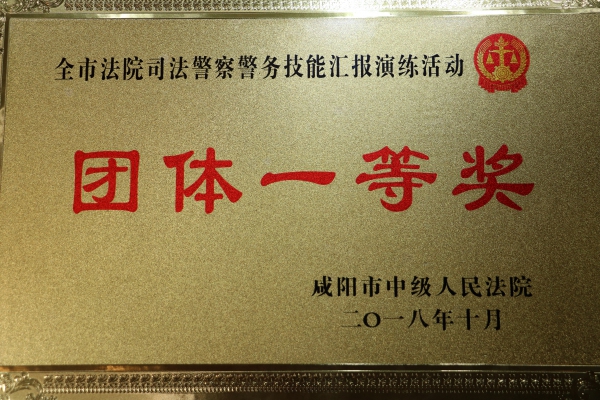 全市法院司法警察警务技能汇报演练活动
团体一等奖
咸阳市中级人民法院
二〇一八年十月